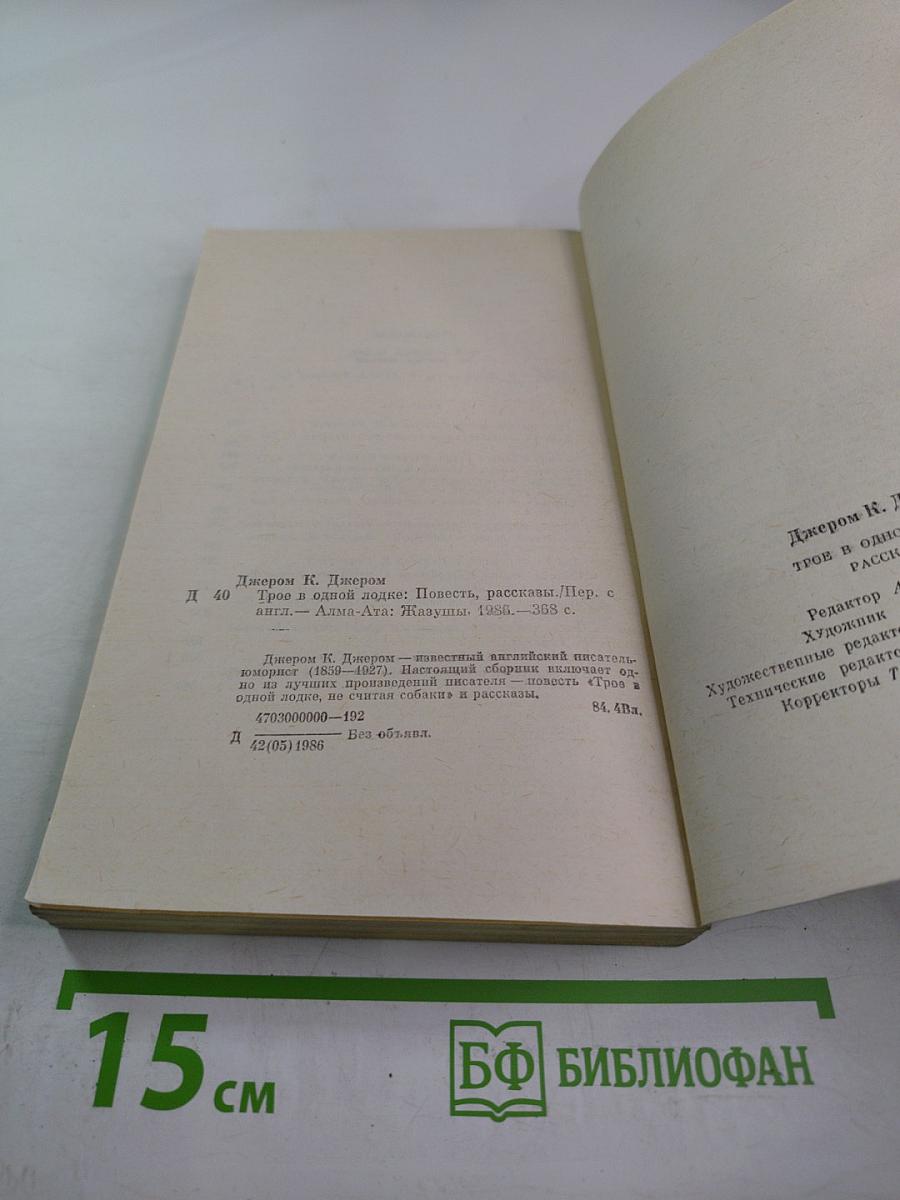 Джером К. Джером
Д 40 Трое в одной лодке: Повесть, рассказы./Пер. с
англ.— Алма-Ата: Жазушы, 1986.—368 с.
Джером К. Джером — известный английский писатель-
юморист (1859—1927). Настоящий сборник включает од-
но из лучших произведений писателя — повесть «Трое в
одной лодке, не считая собаки» и рассказы.
84.4Вл.
4703000000—192
Д Без объявл.
42(05)1986
Джером К. Д
ТРОЕ В ОДНО
РАССК
Редактор А
Художник
Художественные редакто
Технические редакто
Корректоры Т
15 см
БФ БИБЛИОФАН